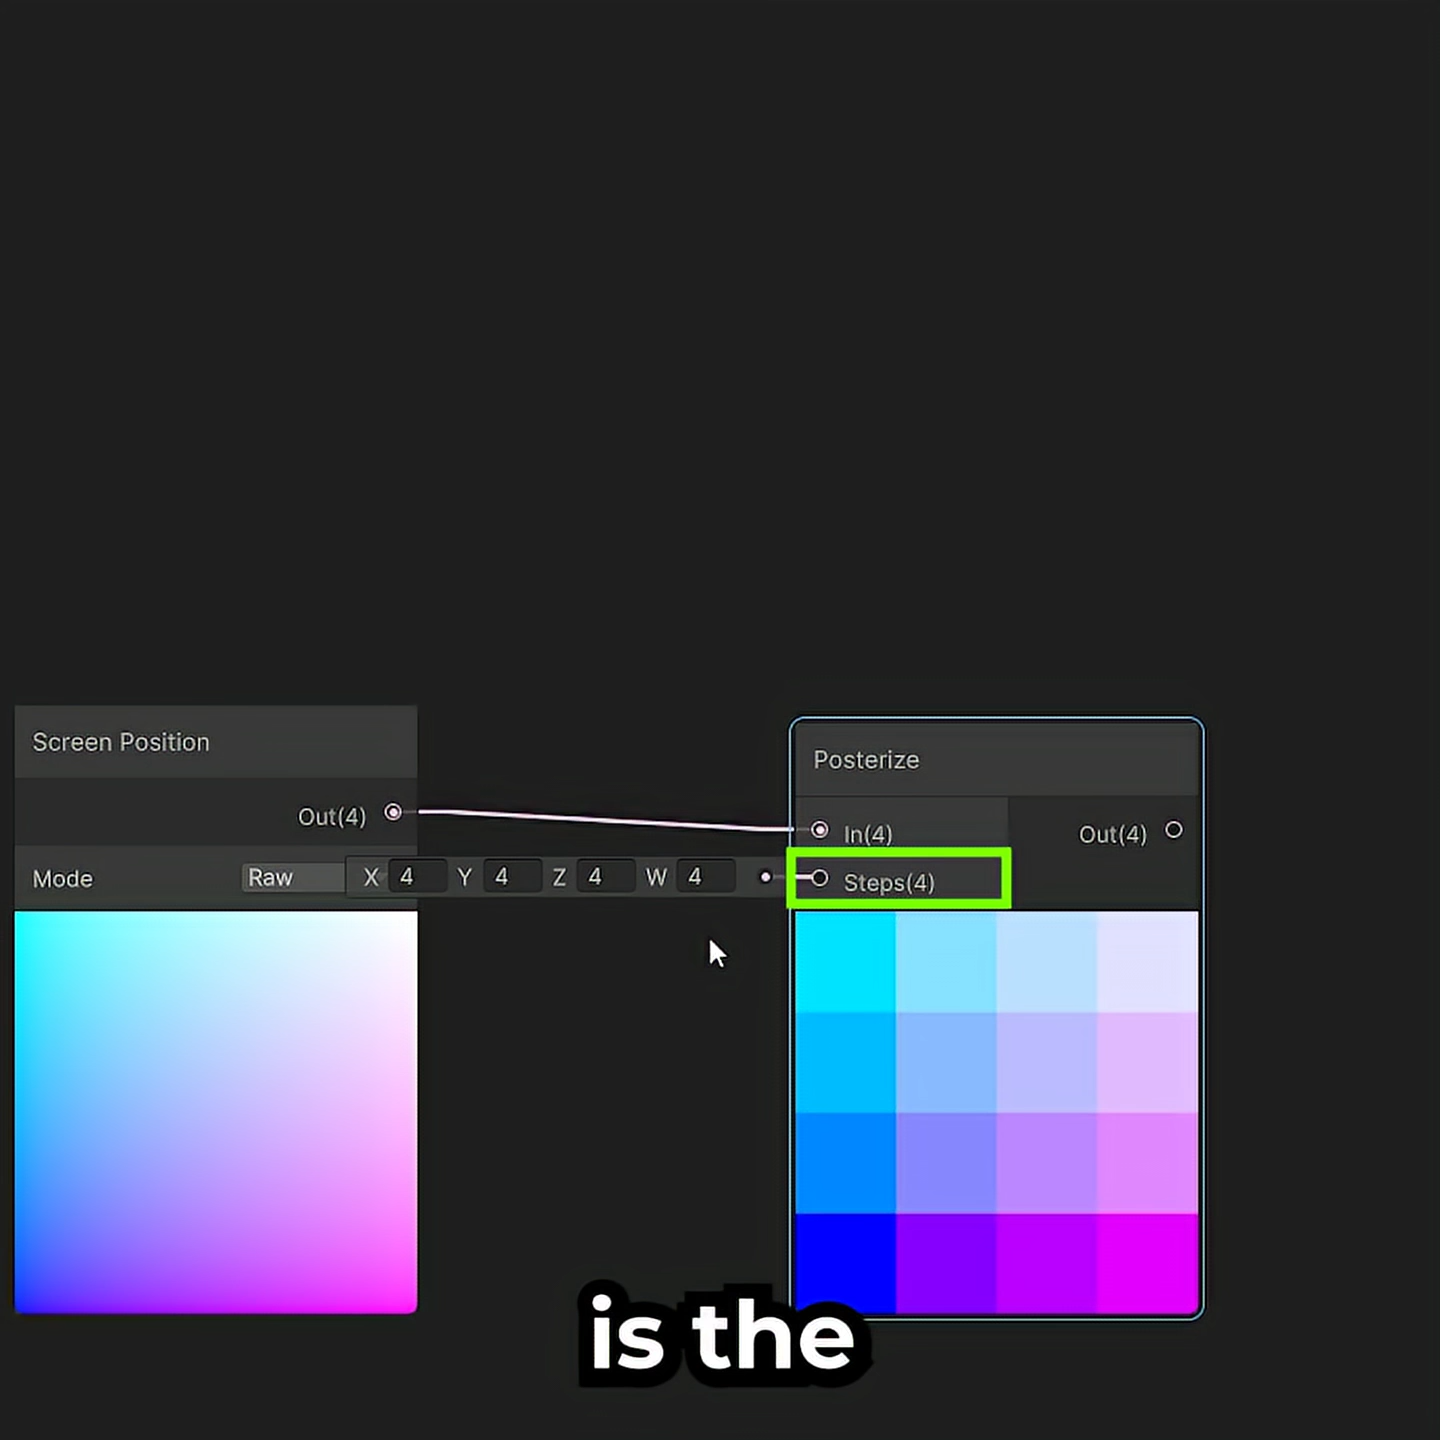 Screen Position
Posterize
Out(4)
In(4)
Out(4)
Mode
Raw
X 4 Y 4 Z 4 W 4
Steps(4)
is the